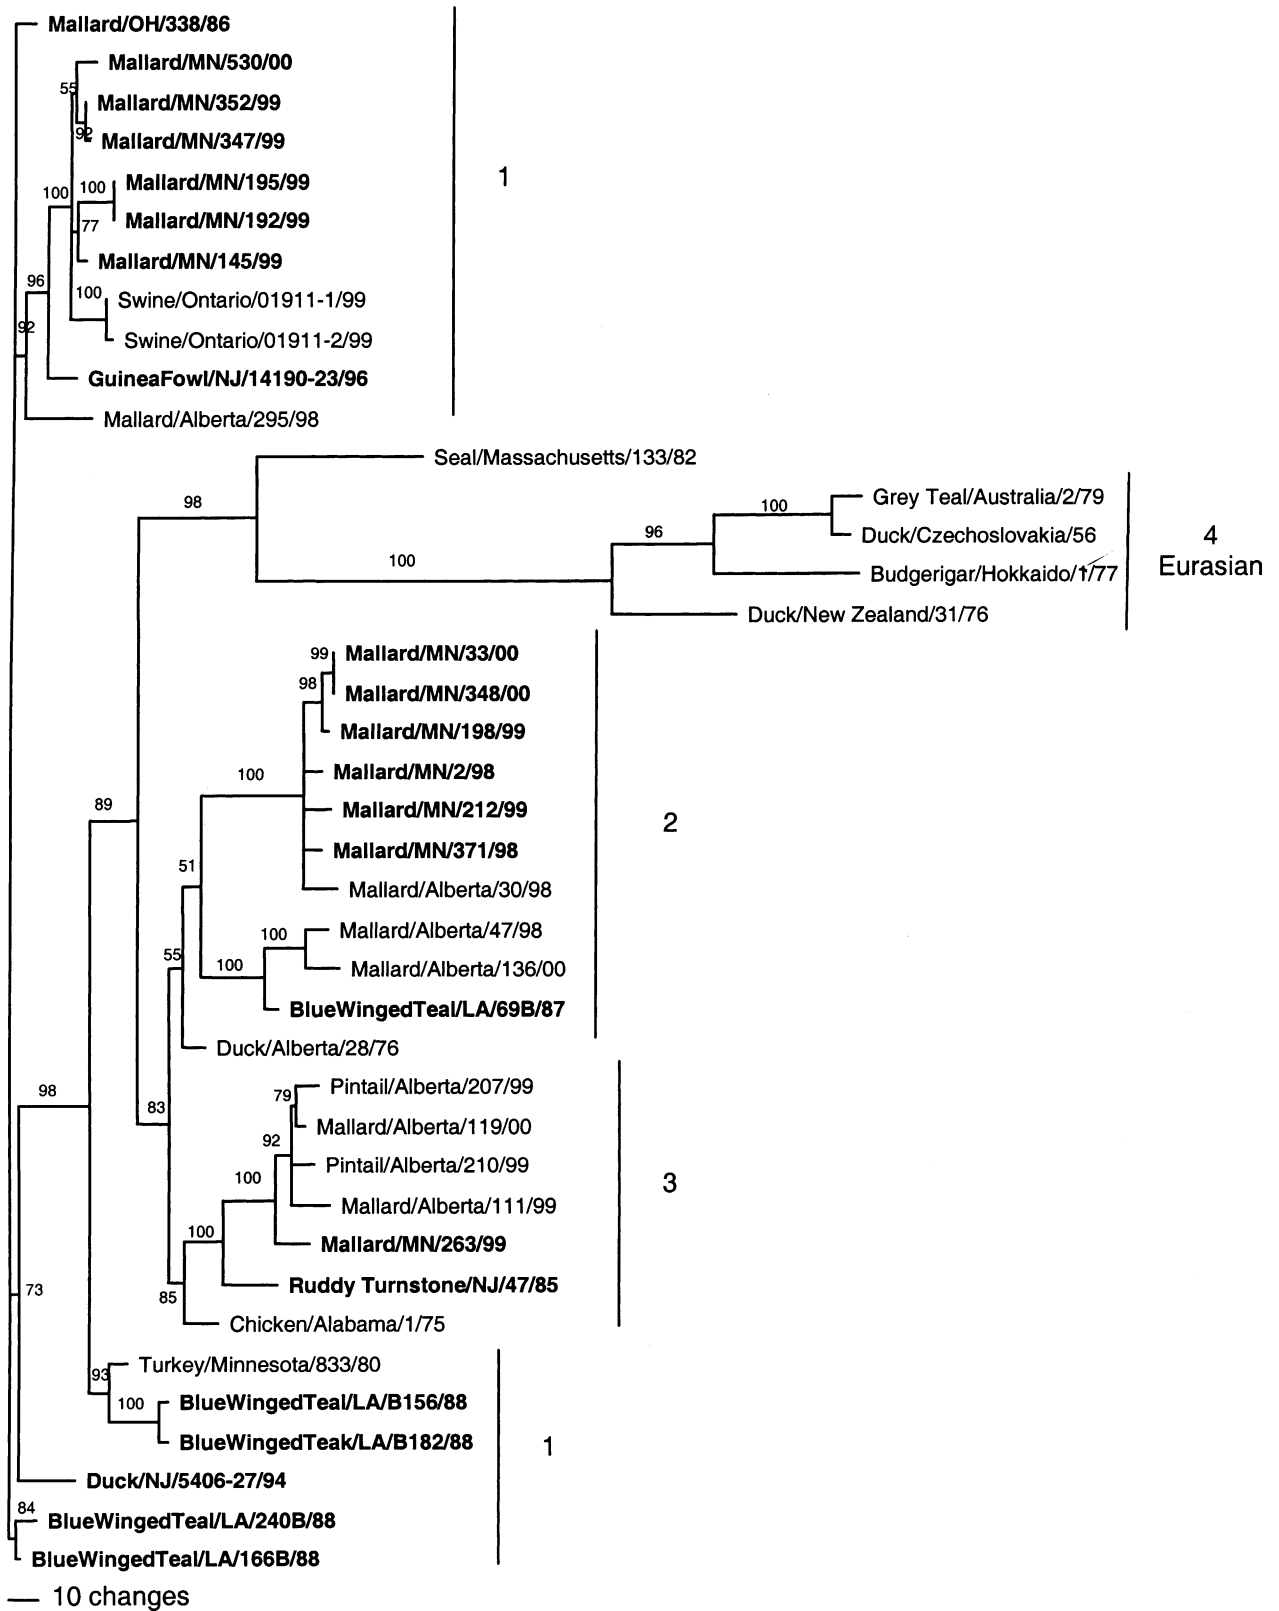 Mallard/OH/338/86
Mallard/MN/530/00
55
Mallard/MN/352/99
92
Mallard/MN/347/99
1
100
Mallard/MN/195/99
100
Mallard/MN/192/99
77
Mallard/MN/145/99
96
100
Swine/Ontario/01911-1/99
92
Swine/Ontario/01911-2/99
GuineaFowl/NJ/14190-23/96
Mallard/Alberta/295/98
Seal/Massachusetts/133/82
98
Grey Teal/Australia/2/79
100
Duck/Czechoslovakia/56
96
4
Eurasian
100
Budgerigar/Hokkaido/1/77
Duck/New Zealand/31/76
99
Mallard/MN/33/00
98
Mallard/MN/348/00
Mallard/MN/198/99
100
Mallard/MN/2/98
89
Mallard/MN/212/99
2
Mallard/MN/371/98
51
Mallard/Alberta/30/98
100
Mallard/Alberta/47/98
55
100
Mallard/Alberta/136/00
BlueWingedTeal/LA/69B/87
Duck/Alberta/28/76
98
83
79
Pintail/Alberta/207/99
Mallard/Alberta/119/00
92
Pintail/Alberta/210/99
3
100
Mallard/Alberta/111/99
100
Mallard/MN/263/99
73
85
Ruddy Turnstone/NJ/47/85
Chicken/Alabama/1/75
93
Turkey/Minnesota/833/80
100
BlueWingedTeal/LA/B156/88
BlueWingedTeak/LA/B182/88
1
Duck/NJ/5406-27/94
84
BlueWingedTeal/LA/240B/88
BlueWingedTeal/LA/166B/88
10 changes